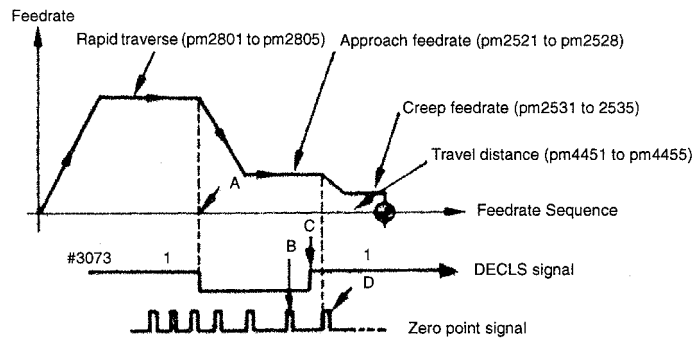 Feedrate
Rapid traverse (pm2801 to pm2805)
Approach feedrate (pm2521 to pm2528)
Creep feedrate (pm2531 to 2535)
Travel distance (pm4451 to pm4455)
A
Feedrate Sequence
C
#3073 1 B 1
DECLS signal
D
Zero point signal